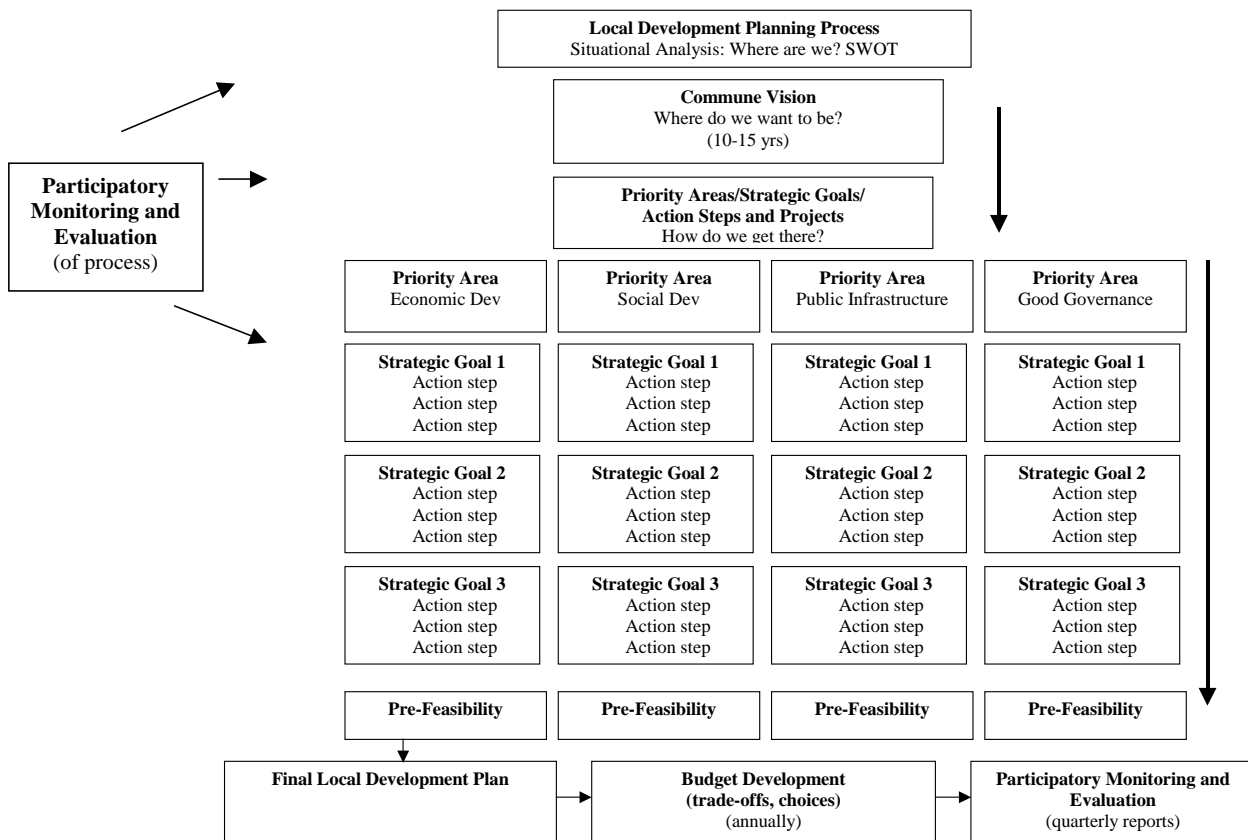 Local Development Planning Process
Situational Analysis: Where are we? SWOT
Commune Vision
Where do we want to be?
(10-15 yrs)
Participatory
Monitoring and
Evaluation
(of process)
Priority Areas/Strategic Goals/
Action Steps and Projects
How do we get there?
Priority Area
Economic Dev
Priority Area
Social Dev
Priority Area
Public Infrastructure
Priority Area
Good Governance
Strategic Goal 1
Action step
Action step
Action step
Strategic Goal 1
Action step
Action step
Action step
Strategic Goal 1
Action step
Action step
Action step
Strategic Goal 1
Action step
Action step
Action step
Strategic Goal 2
Action step
Action step
Action step
Strategic Goal 2
Action step
Action step
Action step
Strategic Goal 2
Action step
Action step
Action step
Strategic Goal 2
Action step
Action step
Action step
Strategic Goal 3
Action step
Action step
Action step
Strategic Goal 3
Action step
Action step
Action step
Strategic Goal 3
Action step
Action step
Action step
Strategic Goal 3
Action step
Action step
Action step
Pre-Feasibility
Pre-Feasibility
Pre-Feasibility
Pre-Feasibility
Final Local Development Plan
Budget Development
(trade-offs, choices)
(annually)
Participatory Monitoring and
Evaluation
(quarterly reports)